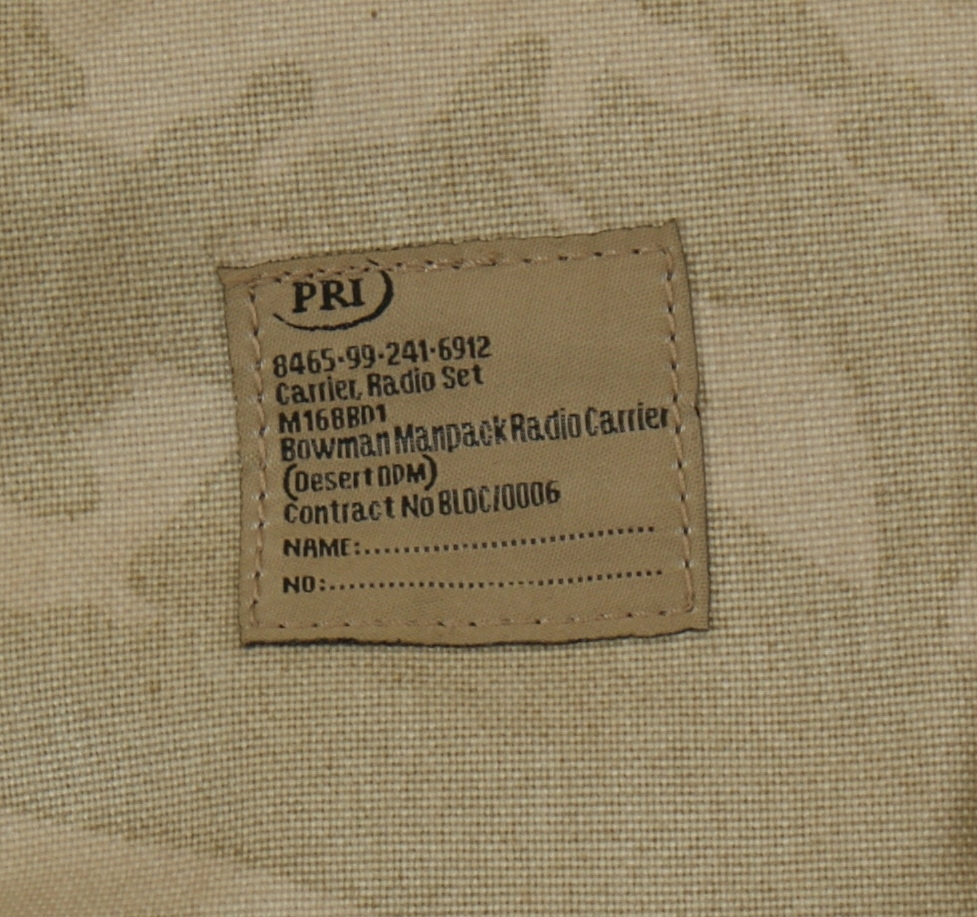 PRI
8465-99-241-6912
Carrier, Radio Set
M168BD1
Bowman Manpack Radio Carrier,
(Desert DPM)
Contract No BLOC/0006
NAME:..............................
NO:..............................